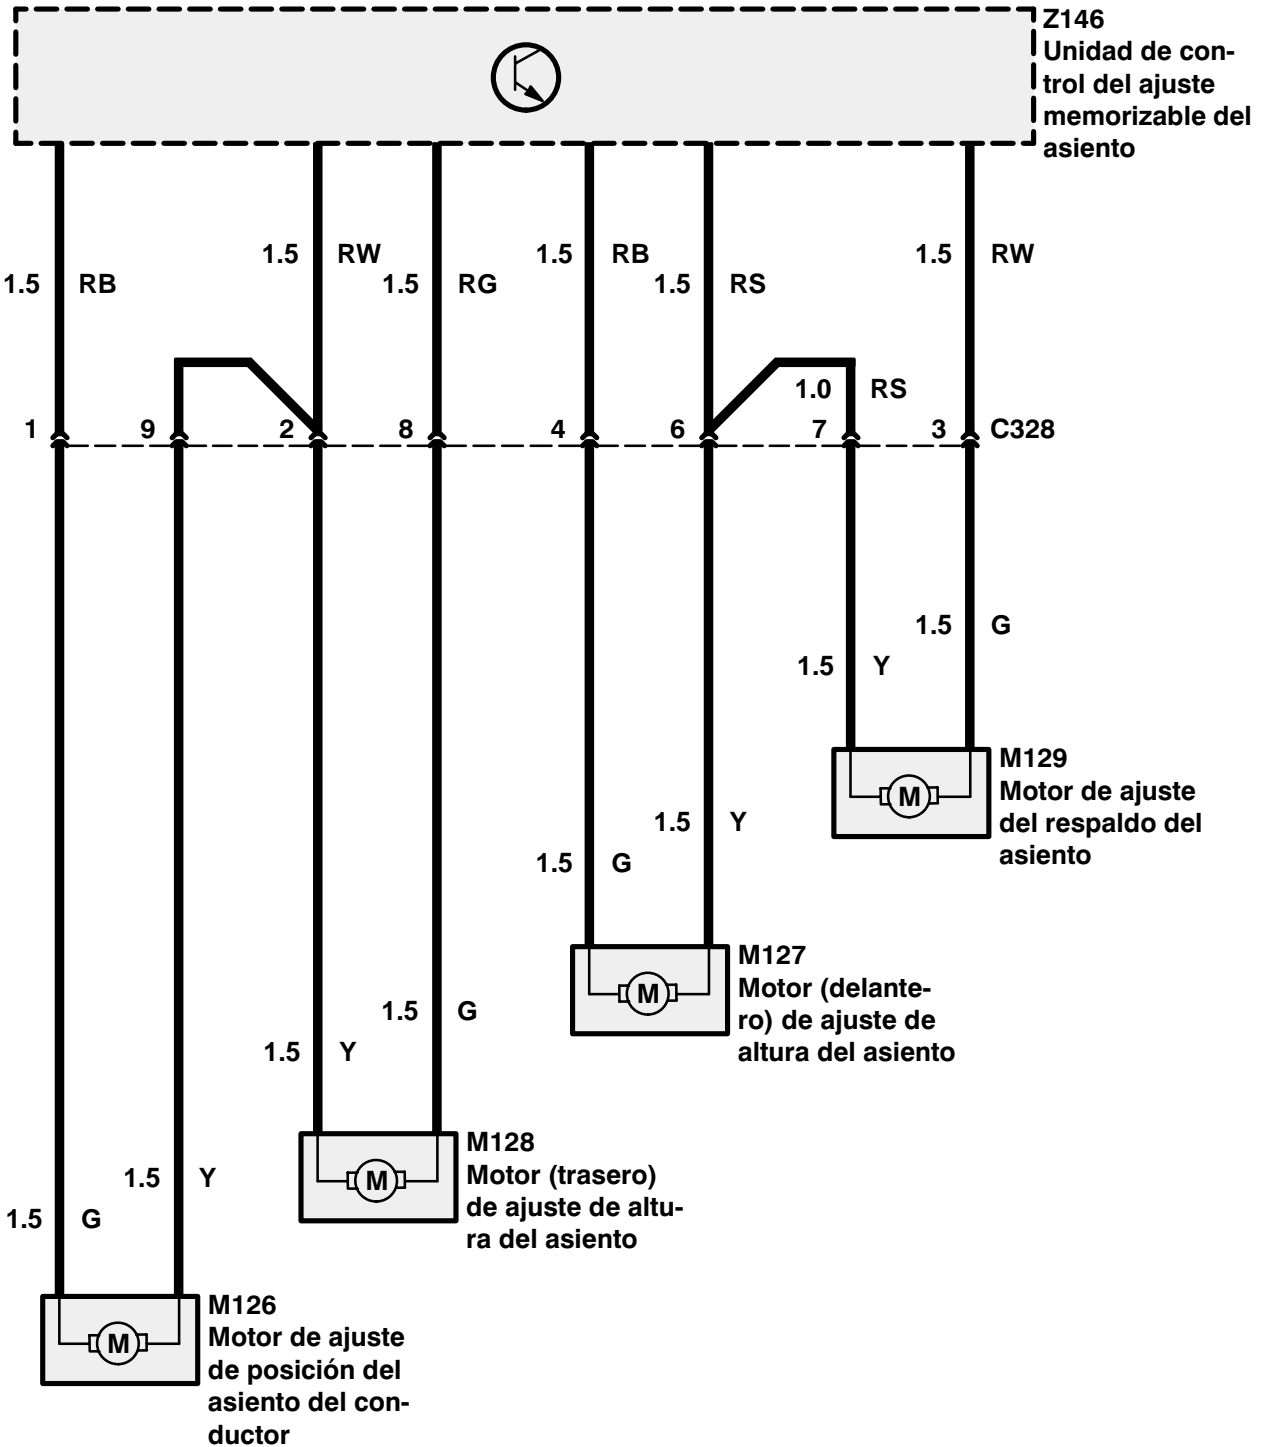 Z146
Unidad de con-
trol del ajuste
memorizable del
asiento
1.5 RW
1.5 RB
1.5 RW
1.5 RB
1.5 RG
1.5 RS
1.0 RS
1 9 2 8 4 6 7 3 C328
1.5 G
1.5 Y
M129
Motor de ajuste
del respaldo del
asiento
M
1.5 Y
1.5 G
M127
Motor (delante-
ro) de ajuste de
altura del asiento
M
1.5 G
1.5 Y
M128
Motor (trasero)
de ajuste de altu-
ra del asiento
M
1.5 Y
1.5 G
M126
Motor de ajuste
de posición del
asiento del con-
ductor
M